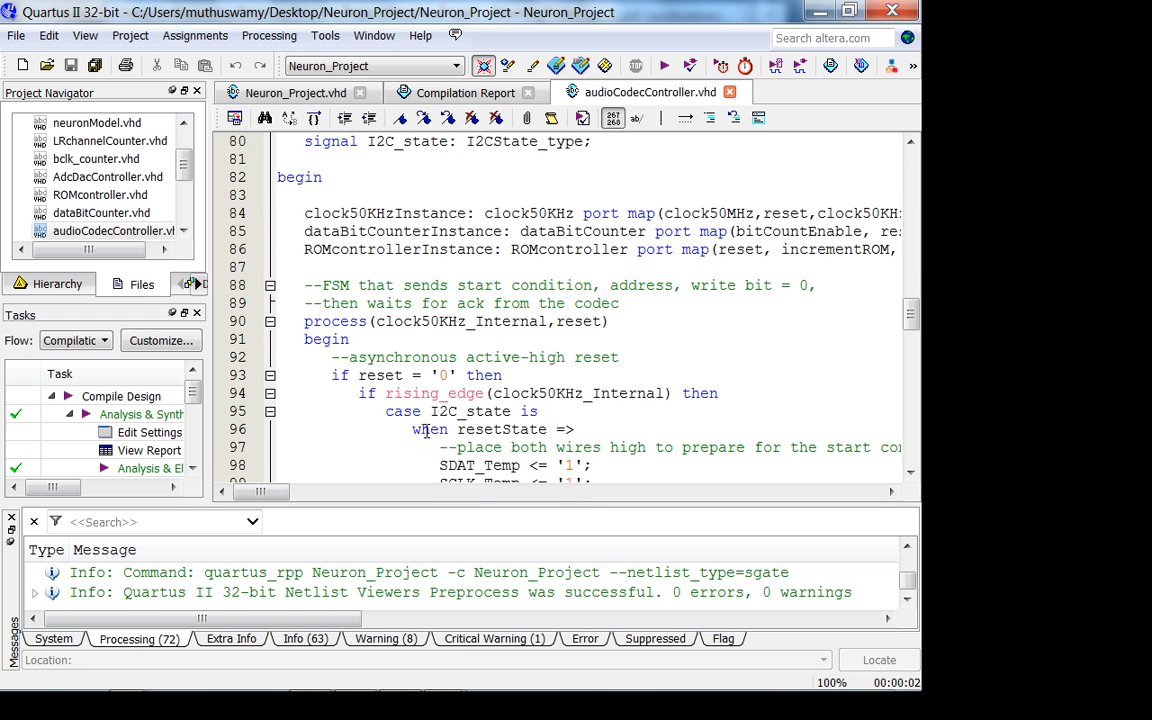 Quartus II 32-bit - C:/Users/muthuswamy/Desktop/Neuron_Project/Neuron_Project - Neuron_Project
File Edit View Project Assignments Processing Tools Window Help
Search altera.com
Neuron_Project
Project Navigator
neuronModel.vhd
LRchannelCounter.vhd
bclk_counter.vhd
AdcDacController.vhd
ROMcontroller.vhd
dataBitCounter.vhd
audioCodecController.vl
Hierarchy Files
Tasks
Flow: Compilatic Customize...
Task
Compile Design
Analysis & Synth
Edit Settings
View Report
Analysis & El
Neuron_Project.vhd Compilation Report audioCodecController.vhd
267
268
ab/
80 signal I2C_state: I2CState_type;
81
82 begin
83
84 clock50KHzInstance: clock50KHz port map(clock50MHz,reset,clock50KH
85 dataBitCounterInstance: dataBitCounter port map(bitCountEnable, res
86 ROMcontrollerInstance: ROMcontroller port map(reset, incrementROM,
87
88 --FSM that sends start condition, address, write bit = 0,
89 --then waits for ack from the codec
90 process(clock50KHz_Internal,reset)
91 begin
92 --asynchronous active-high reset
93 if reset = '0' then
94 if rising_edge(clock50KHz_Internal) then
95 case I2C_state is
96 when resetState =>
97 --place both wires high to prepare for the start con
98 SDAT_Temp <= '1';
99 SCLK_Temp <= '1';
<<Search>>
Type Message
Info: Command: quartus_rpp Neuron_Project -c Neuron_Project --netlist_type=sgate
Info: Quartus II 32-bit Netlist Viewers Preprocess was successful. 0 errors, 0 warnings
Messages
System Processing (72) Extra Info Info (63) Warning (8) Critical Warning (1) Error Suppressed Flag
Location: Locate
100% 00:00:02